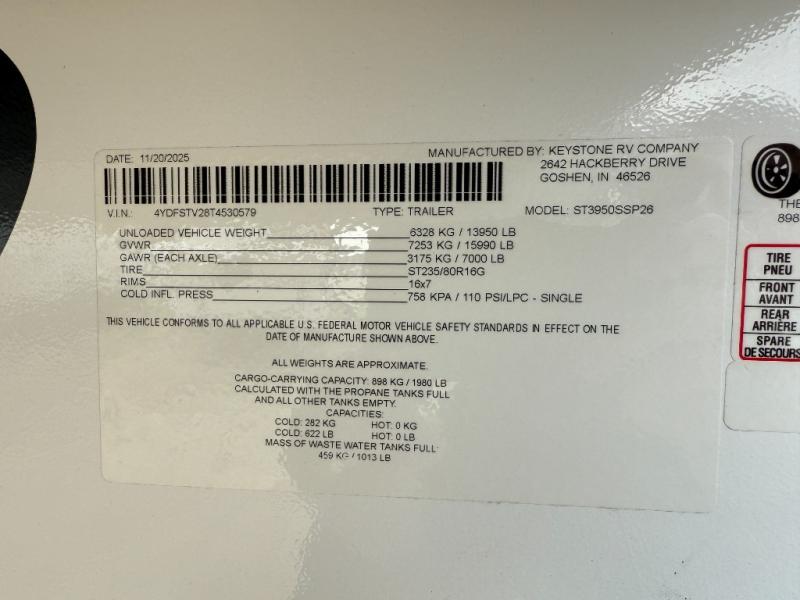 DATE: 11/20/2025
MANUFACTURED BY: KEYSTONE RV COMPANY
2642 HACKBERRY DRIVE
GOSHEN, IN 46526
V.I.N.: 4YDFSTV28T4530579 TYPE: TRAILER MODEL: ST3950SSP26
UNLOADED VEHICLE WEIGHT 6328 KG / 13950 LB
GVWR 7253 KG / 15990 LB
GAWR (EACH AXLE) 3175 KG / 7000 LB
TIRE ST235/80R16G
RIMS 16x7
COLD INFL. PRESS 758 KPA / 110 PSI/LPC - SINGLE
THIS VEHICLE CONFORMS TO ALL APPLICABLE U.S. FEDERAL MOTOR VEHICLE SAFETY STANDARDS IN EFFECT ON THE
DATE OF MANUFACTURE SHOWN ABOVE.
ALL WEIGHTS ARE APPROXIMATE.
CARGO-CARRYING CAPACITY: 898 KG / 1980 LB
CALCULATED WITH THE PROPANE TANKS FULL
AND ALL OTHER TANKS EMPTY.
CAPACITIES:
COLD: 282 KG HOT: 0 KG
COLD: 622 LB HOT: 0 LB
MASS OF WASTE WATER TANKS FULL:
459 KG / 1013 LB
THE
898
TIRE
PNEU
FRONT
AVANT
REAR
ARRIÈRE
SPARE
DE SECOURS